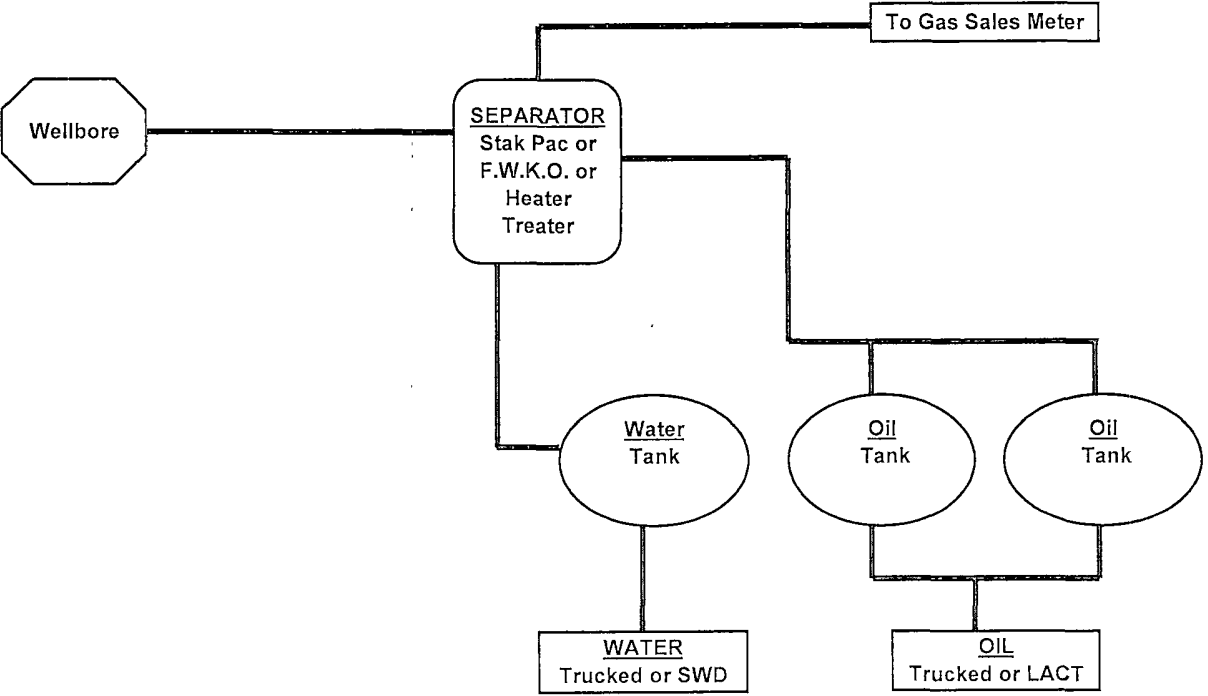 To Gas Sales Meter
Wellbore
SEPARATOR
Stak Pac or
F.W.K.O. or
Heater
Treater
Water
Tank
Oil
Tank
Oil
Tank
WATER
Trucked or SWD
OIL
Trucked or LACT